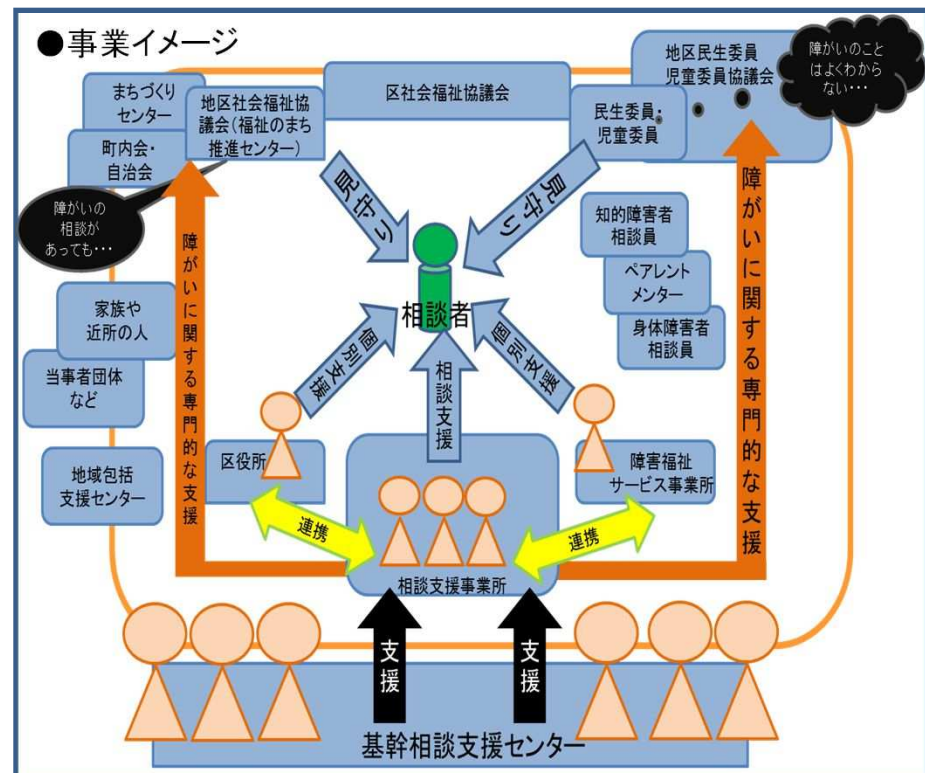 ●事業イメージ
まちづくり
センター
町内会・
自治会
地区社会福祉協
議会(福祉のまち
推進センター)
区社会福祉協議会
民生委員・
児童委員
地区民生委員
児童委員協議会
障がいのこと
はよくわから
ない・・・
障がいの
相談が
あっても・・・
見守り
見守り
相談者
知的障害者
相談員
ペアレント
メンター
身体障害者
相談員
家族や
近所の人
当事者団体
など
地域包括
支援センター
障がいに関する専門的な支援
障がいに関する専門的な支援
個別支援
相談支援
個別支援
区役所
障害福祉
サービス事業所
連携
連携
相談支援事業所
支援
支援
基幹相談支援センター